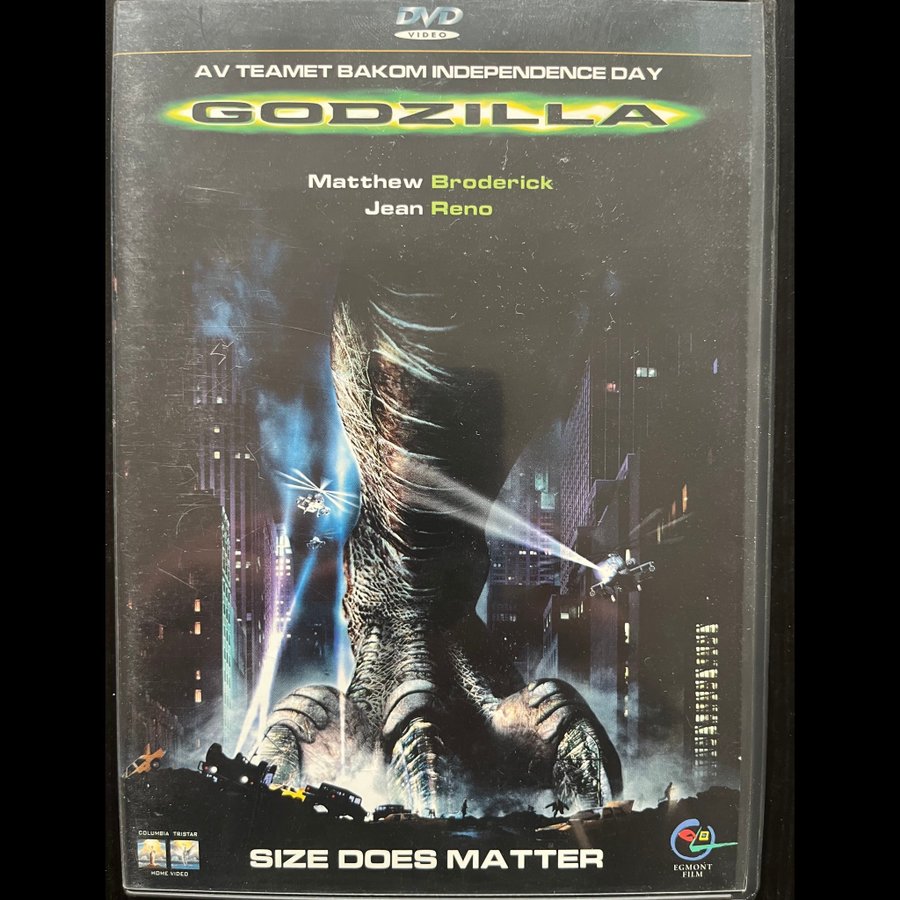 DVD
VIDEO
AV TEAMET BAKOM INDEPENDENCE DAY
GODZILLA
Matthew Broderick
Jean Reno
COLUMBIA TRISTAR
HOME VIDEO
SIZE DOES MATTER
EGMONT
FILM